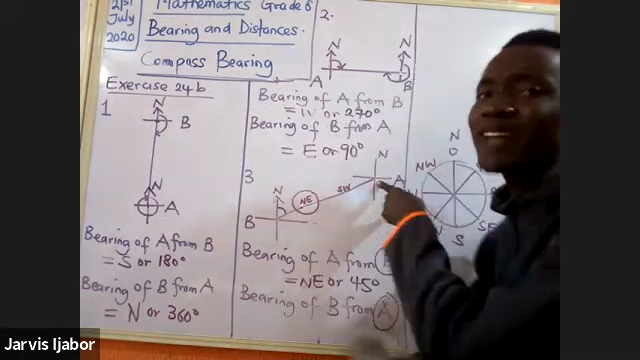 21st
July
2020
Mathematics Grade 6
Bearing and Distances.
Compass Bearing
Exercise 24b
1
N
B
N
A
Bearing of A from B
= S or 180°
Bearing of B from A
= N or 360°
2.
N
N
A
B
Bearing of A from B
= W or 270°
Bearing of B from A
= E or 90°
3
N
A
SW
NE
N
B
Bearing of A from B
= NE or 45°
Bearing of B from A
N
O
NW
SE
S
Jarvis Ijabor